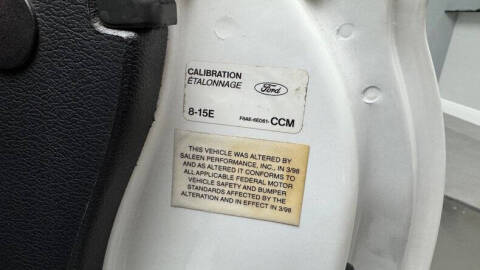 CALIBRATION
ÉTALONNAGE
Ford
8-15E
F8AE-6E061-CCM
THIS VEHICLE WAS ALTERED BY
SALEEN PERFORMANCE, INC., IN 3/98
AND AS ALTERED IT CONFORMS TO
ALL APPLICABLE FEDERAL MOTOR
VEHICLE SAFETY AND BUMPER
STANDARDS AFFECTED BY THE
ALTERATION AND IN EFFECT IN 3/98